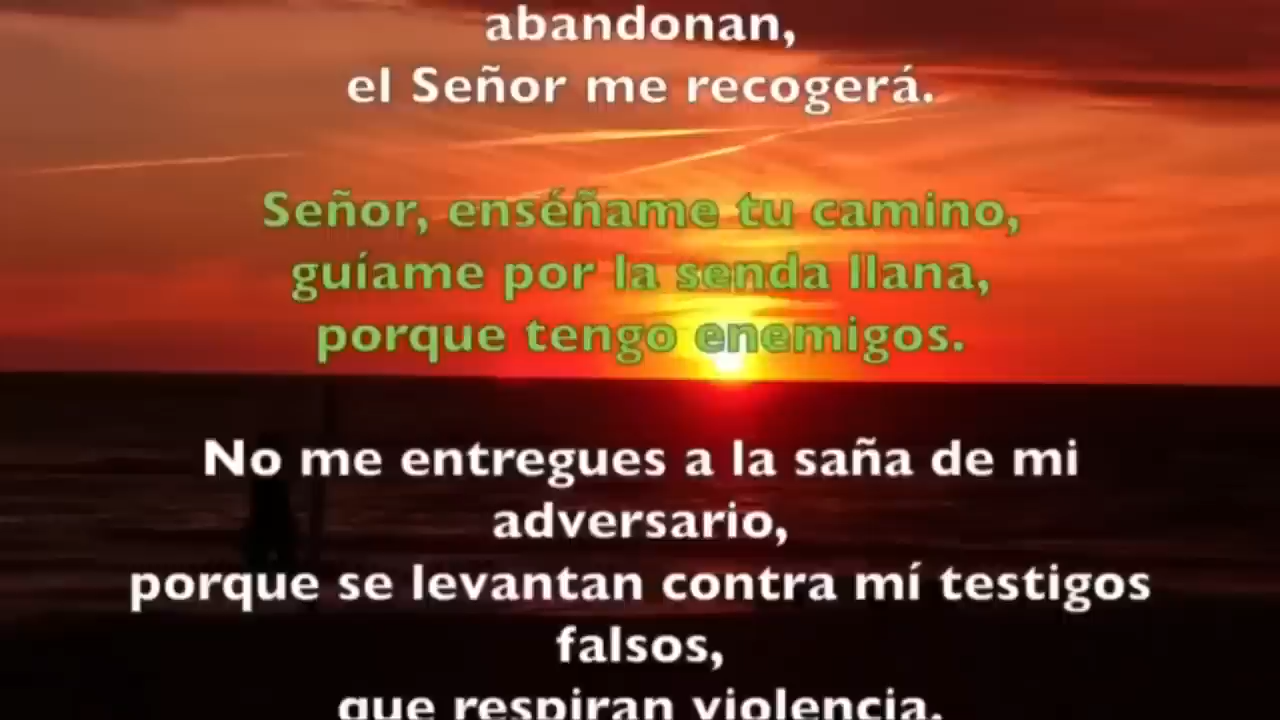 abandonan,
el Señor me recogerá.
Señor, enséñame tu camino,
guíame por la senda llana,
porque tengo enemigos.
No me entregues a la saña de mi
adversario,
porque se levantan contra mí testigos
falsos,
que respiran violencia.